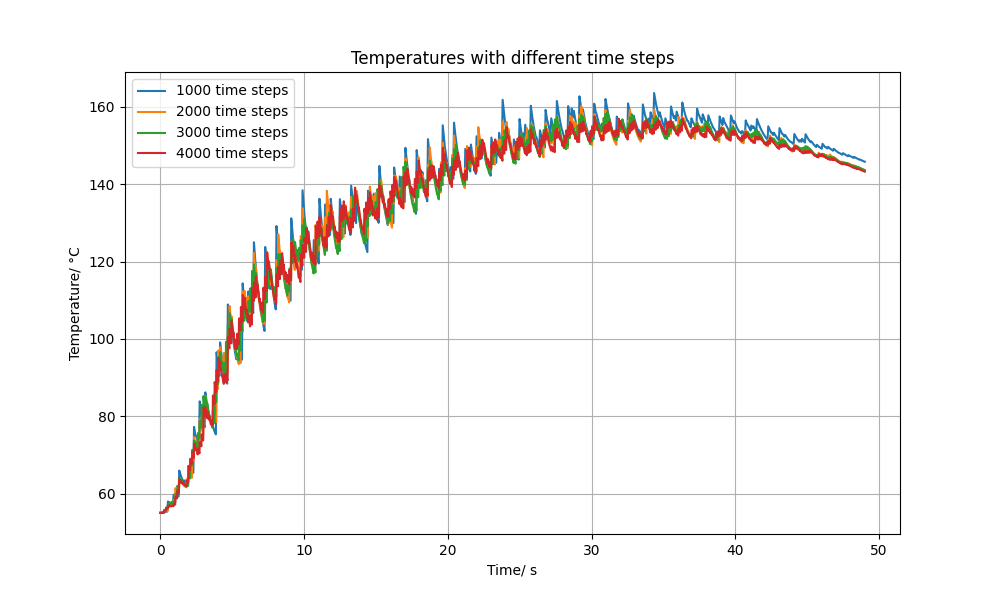 Temperatures with different time steps
1000 time steps
2000 time steps
3000 time steps
4000 time steps
Temperature/ °C
160
140
120
100
80
60
0 10 20 30 40 50
Time/ s